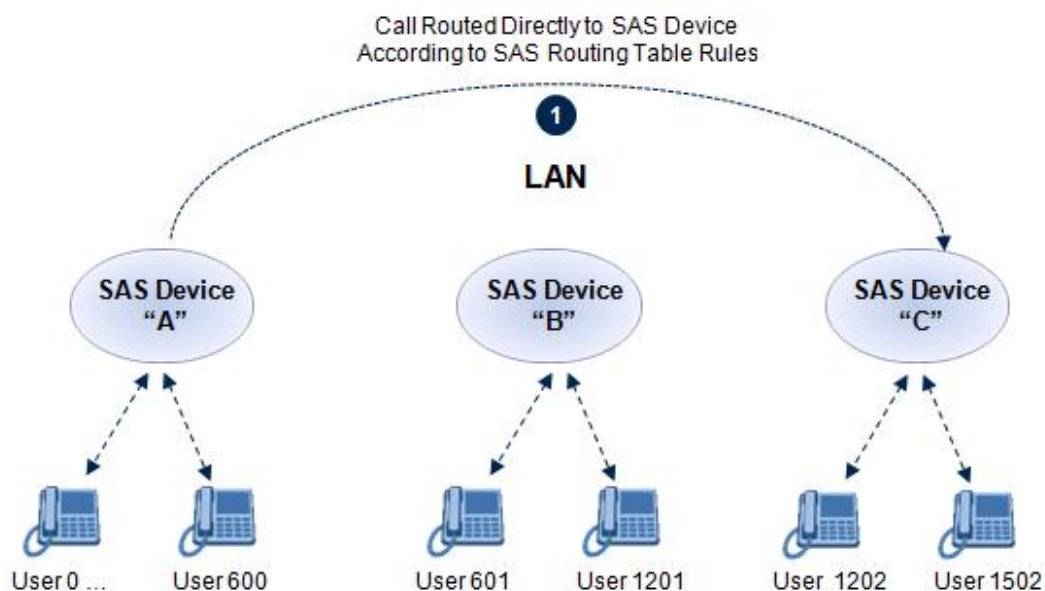 Call Routed Directly to SAS Device
According to SAS Routing Table Rules
1
LAN
SAS Device
“A”
SAS Device
“B”
SAS Device
“C”
User 0 ...
User 600
User 601
User 1201
User 1202
User 1502